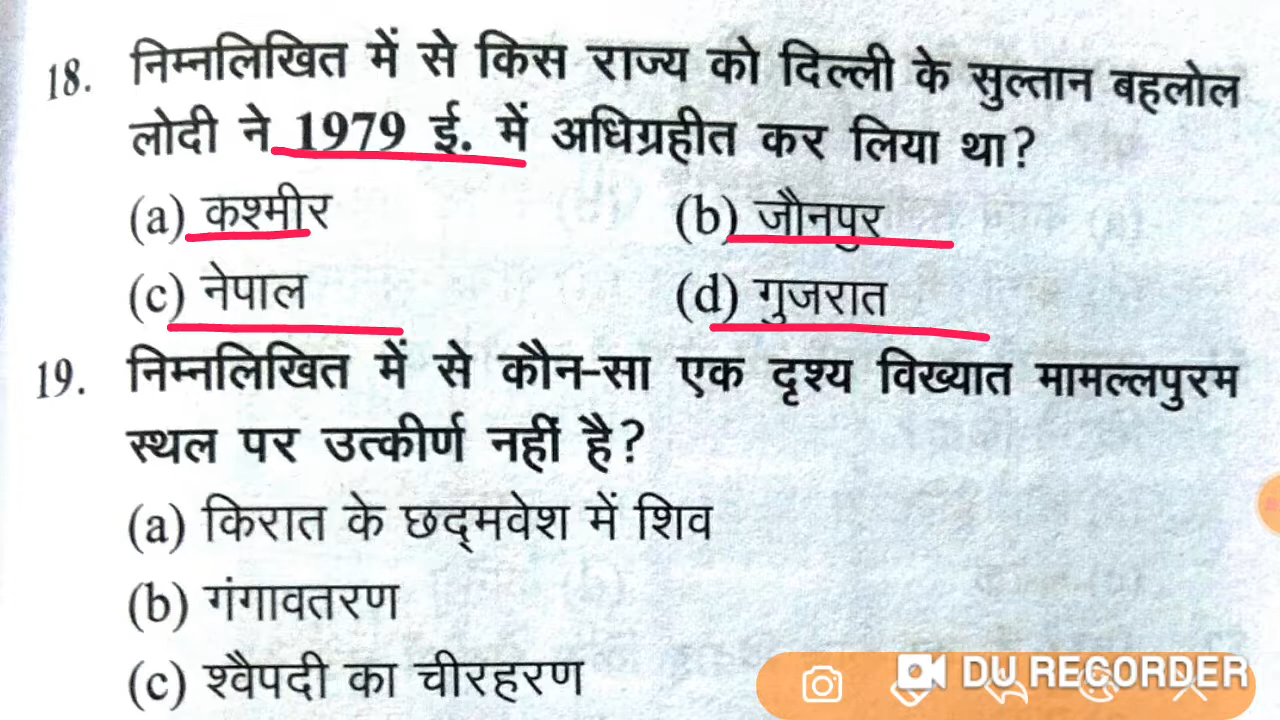 18. निम्नलिखित में से किस राज्य को दिल्ली के सुल्तान बहलोल
लोदी ने 1979 ई. में अधिग्रहीत कर लिया था?
(a) कश्मीर (b) जौनपुर
(c) नेपाल (d) गुजरात
19. निम्नलिखित में से कौन-सा एक दृश्य विख्यात मामल्लपुरम
स्थल पर उत्कीर्ण नहीं है?
(a) किरात के छद्मवेश में शिव
(b) गंगावतरण
(c) श्वैपदी का चीरहरण
DU RECORDER